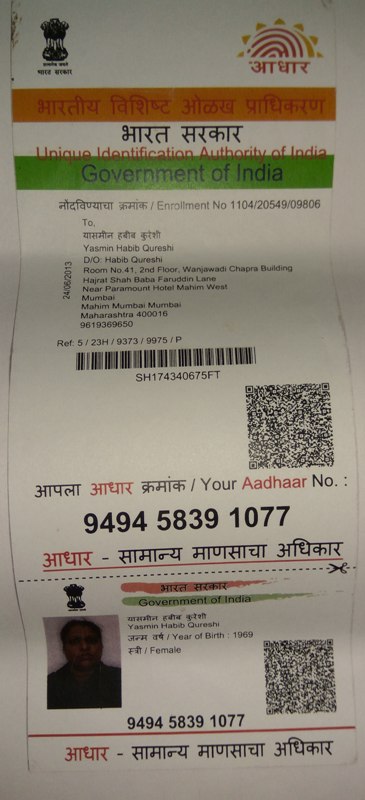 भारत सरकार
आधार
भारतीय विशिष्ट ओळख प्राधिकरण
भारत सरकार
Unique Identification Authority of India
Government of India
नोंदविण्याचा क्रमांक / Enrollment No 1104/20549/09806
To,
यासमीन हबीब कुरेशी
Yasmin Habib Qureshi
D/O: Habib Qureshi
Room No.41, 2nd Floor, Wanjawadi Chapra Building
Hajrat Shah Baba Faruddin Lane
Near Paramount Hotel Mahim West
Mumbai
Mahim Mumbai Mumbai
Maharashtra 400016
9619369650
24/06/2013
Ref: 5 / 23H / 9373 / 9975 / P
SH174340675FT
आपला आधार क्रमांक / Your Aadhaar No. :
9494 5839 1077
आधार - सामान्य माणसाचा अधिकार
भारत सरकार
Government of India
यासमीन हबीब कुरेशी
Yasmin Habib Qureshi
जन्म वर्ष / Year of Birth : 1969
स्त्री / Female
9494 5839 1077
आधार - सामान्य माणसाचा अधिकार